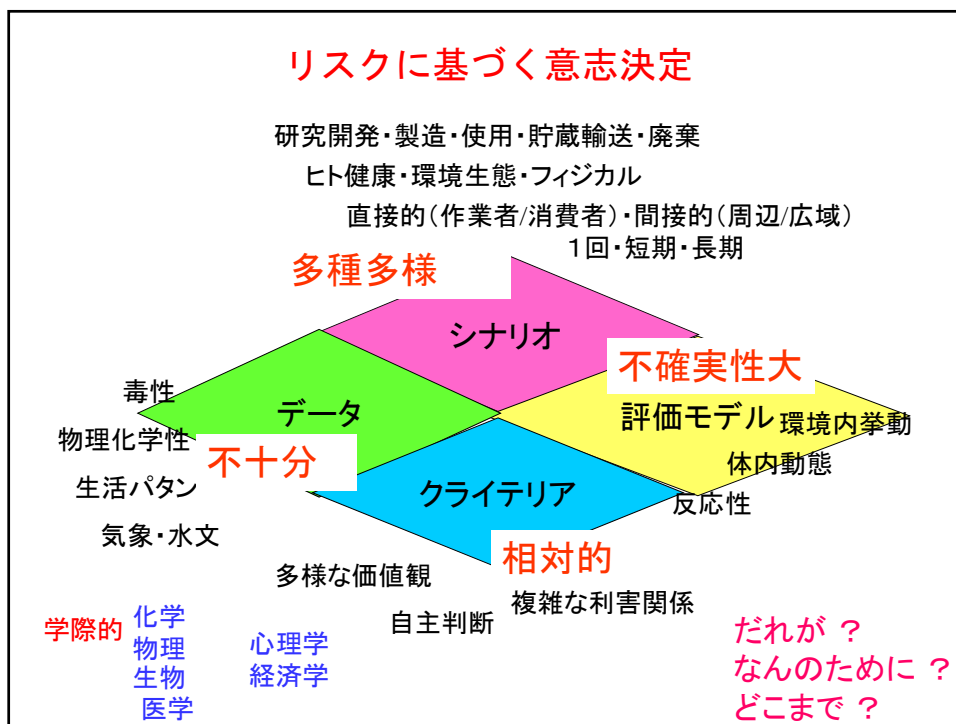 リスクに基づく意志決定
研究開発・製造・使用・貯蔵輸送・廃棄
ヒト健康・環境生態・フィジカル
直接的（作業者/消費者）・間接的（周辺/広域）
１回・短期・長期
多種多様
シナリオ
不確実性大
毒性
データ
評価モデル
環境内挙動
物理化学性
不十分
体内動態
生活パタン
クライテリア
反応性
気象・水文
相対的
多様な価値観
複雑な利害関係
自主判断
学際的
化学
物理
生物
医学
心理学
経済学
だれが ？
なんのために ？
どこまで ？